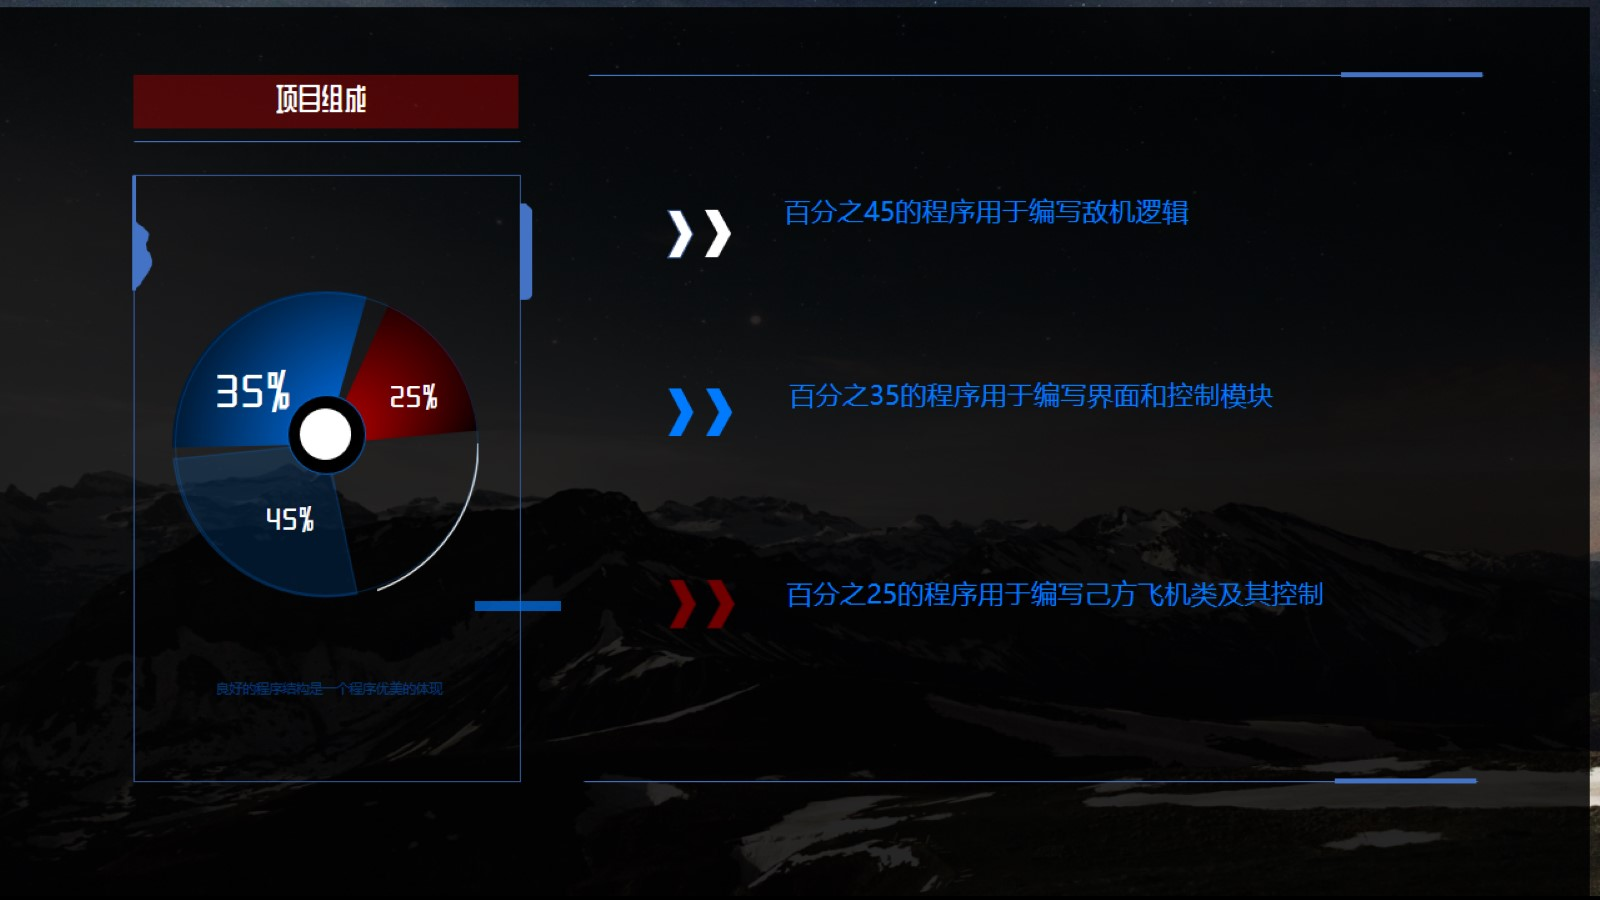 项目组成
35%
25%
45%
良好的程序结构是一个程序优美的体现
百分之45的程序用于编写敌机逻辑
百分之35的程序用于编写界面和控制模块
百分之25的程序用于编写己方飞机类及其控制